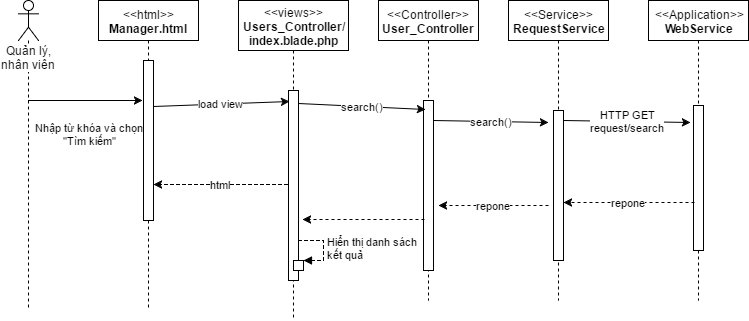 <<html>>
Manager.html
<<views>>
Users_Controller/
index.blade.php
<<Controller>>
User_Controller
<<Service>>
RequestService
<<Application>>
WebService
Quản lý,
nhân viên
load view
search()
search()
HTTP GET
request/search
Nhập từ khóa và chọn
"Tìm kiếm"
html
repone
repone
Hiển thị danh sách
kết quả